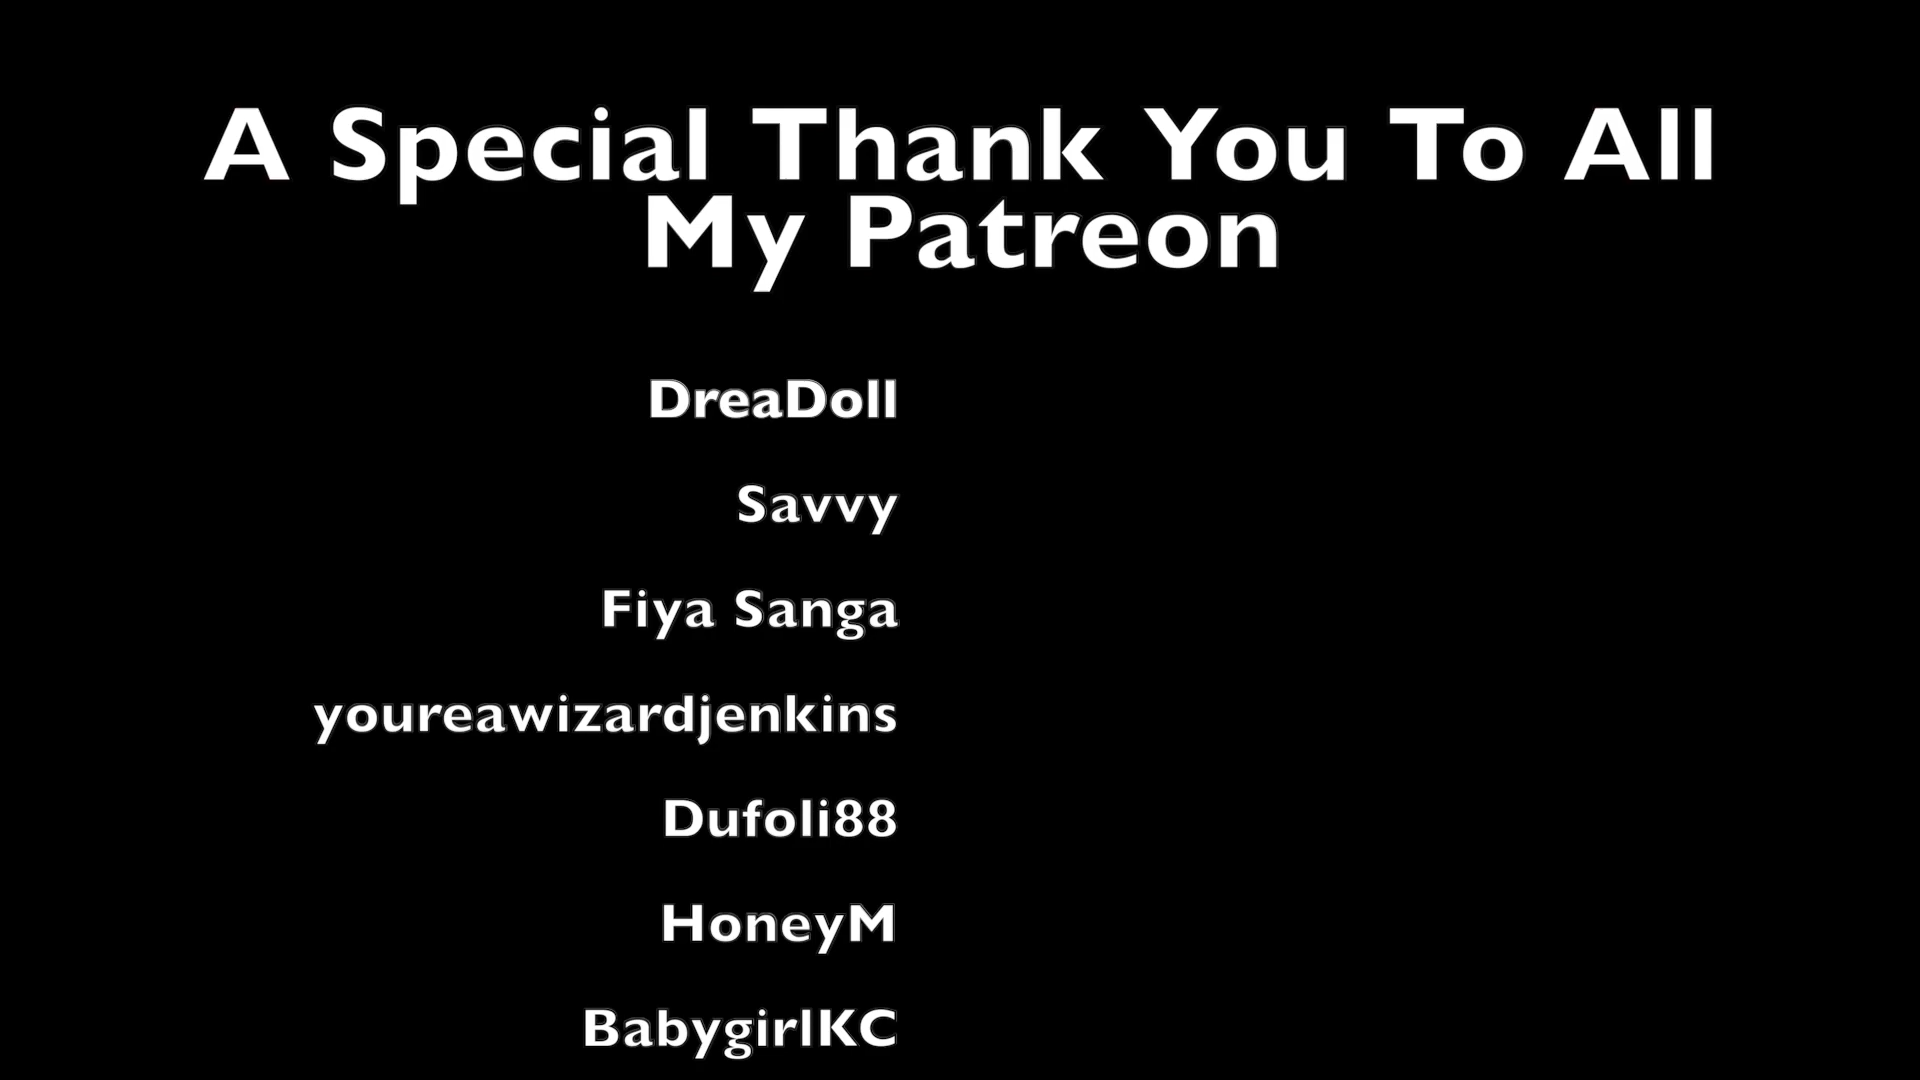 A Special Thank You To All
My Patreon
DreaDoll
Savvy
Fiya Sanga
youreawizardjenkins
Dufoli88
HoneyM
BabygirlKC